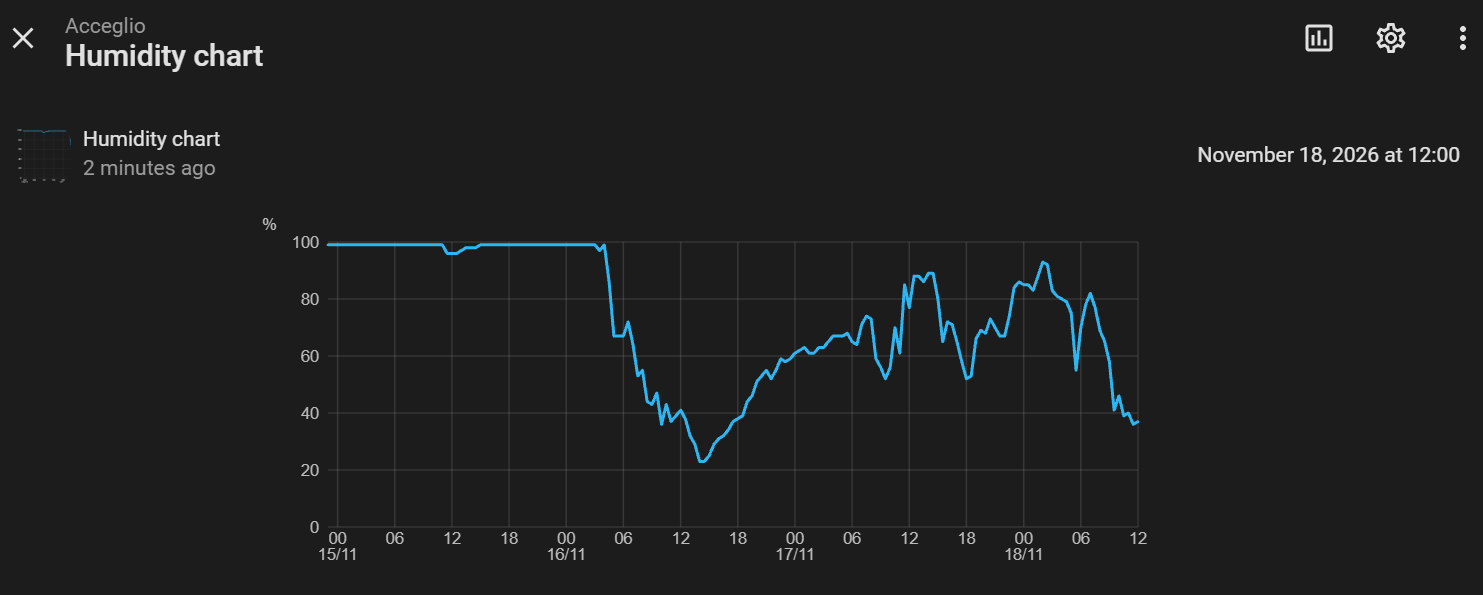 Acceglio
Humidity chart
Humidity chart
2 minutes ago
November 18, 2026 at 12:00
%
100
80
60
40
20
0
00 06 12 18 00 06 12 18 00 06 12 18 00 06 12
15/11 16/11 17/11 18/11